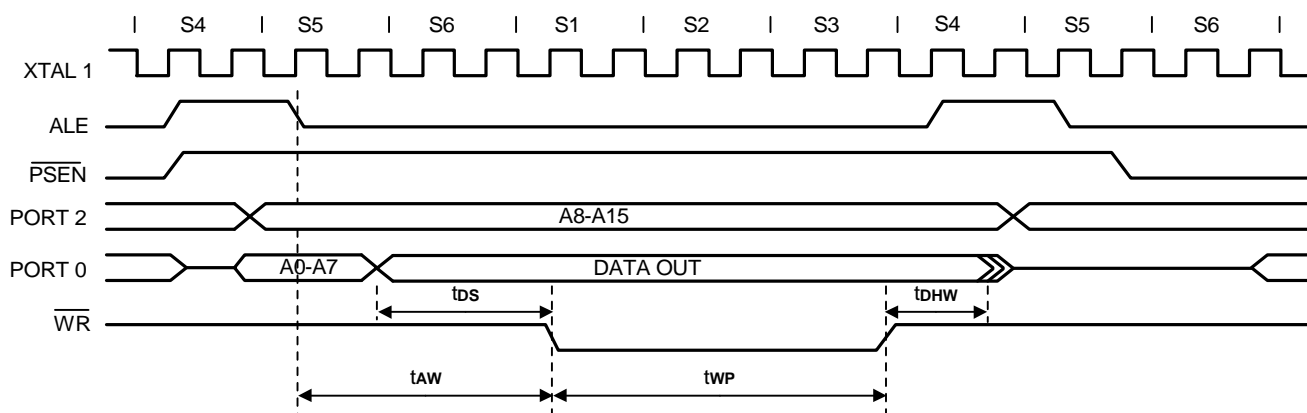 S4 S5 S6 S1 S2 S3 S4 S5 S6
XTAL 1
ALE
PSEN
PORT 2 A8-A15
PORT 0 A0-A7 DATA OUT
tDS tDHW
WR
tAW tWP